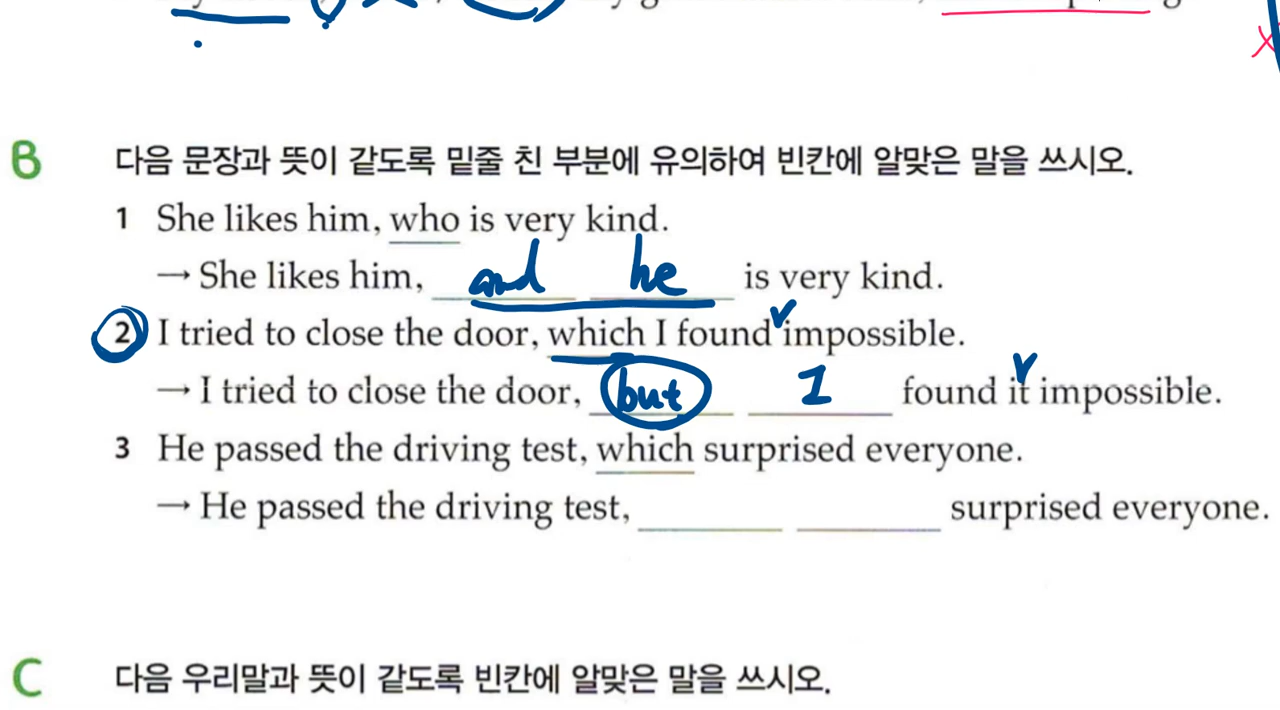 B 다음 문장과 뜻이 같도록 밑줄 친 부분에 유의하여 빈칸에 알맞은 말을 쓰시오.
1 She likes him, who is very kind.
→ She likes him, and he is very kind.
2 I tried to close the door, which I found impossible.
→ I tried to close the door, but I found it impossible.
3 He passed the driving test, which surprised everyone.
→ He passed the driving test, surprised everyone.
C 다음 우리말과 뜻이 같도록 빈칸에 알맞은 말을 쓰시오.